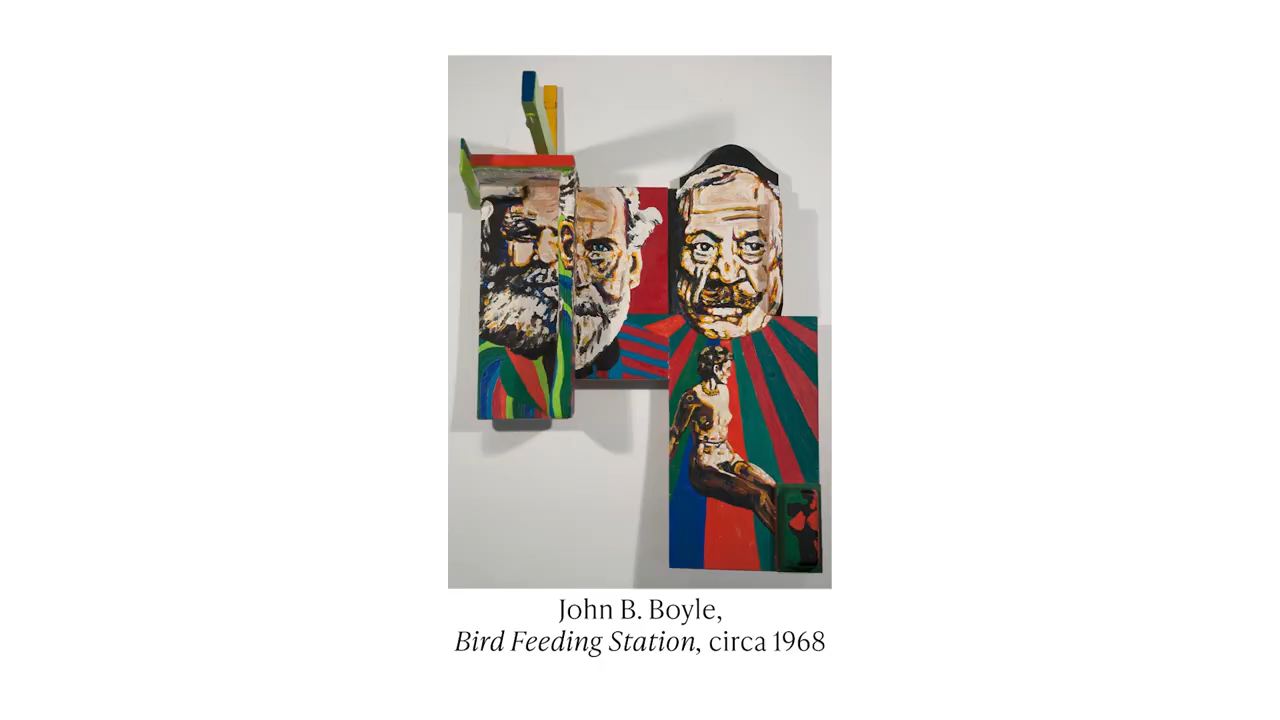 John B. Boyle,
Bird Feeding Station, circa 1968